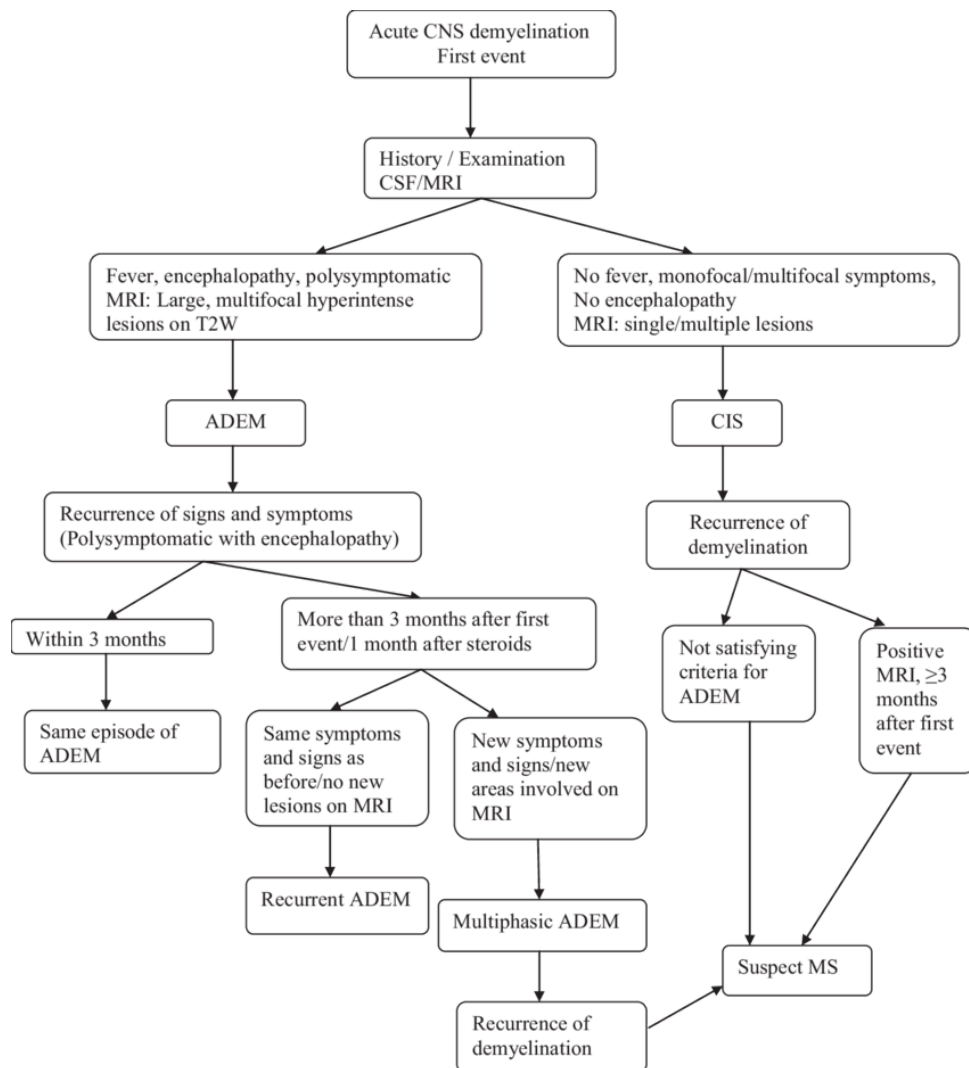 Acute CNS demyelination
First event
History / Examination
CSF/MRI
Fever, encephalopathy, polysymptomatic
MRI: Large, multifocal hyperintense
lesions on T2W
No fever, monofocal/multifocal symptoms,
No encephalopathy
MRI: single/multiple lesions
ADEM
CIS
Recurrence of signs and symptoms
(Polysymptomatic with encephalopathy)
Recurrence of
demyelination
Within 3 months
More than 3 months after first
event/1 month after steroids
Not satisfying
criteria for
ADEM
Positive
MRI, ≥3
months
after first
event
Same episode of
ADEM
Same symptoms
and signs as
before/no new
lesions on MRI
New symptoms
and signs/new
areas involved on
MRI
Recurrent ADEM
Multiphasic ADEM
Suspect MS
Recurrence of
demyelination